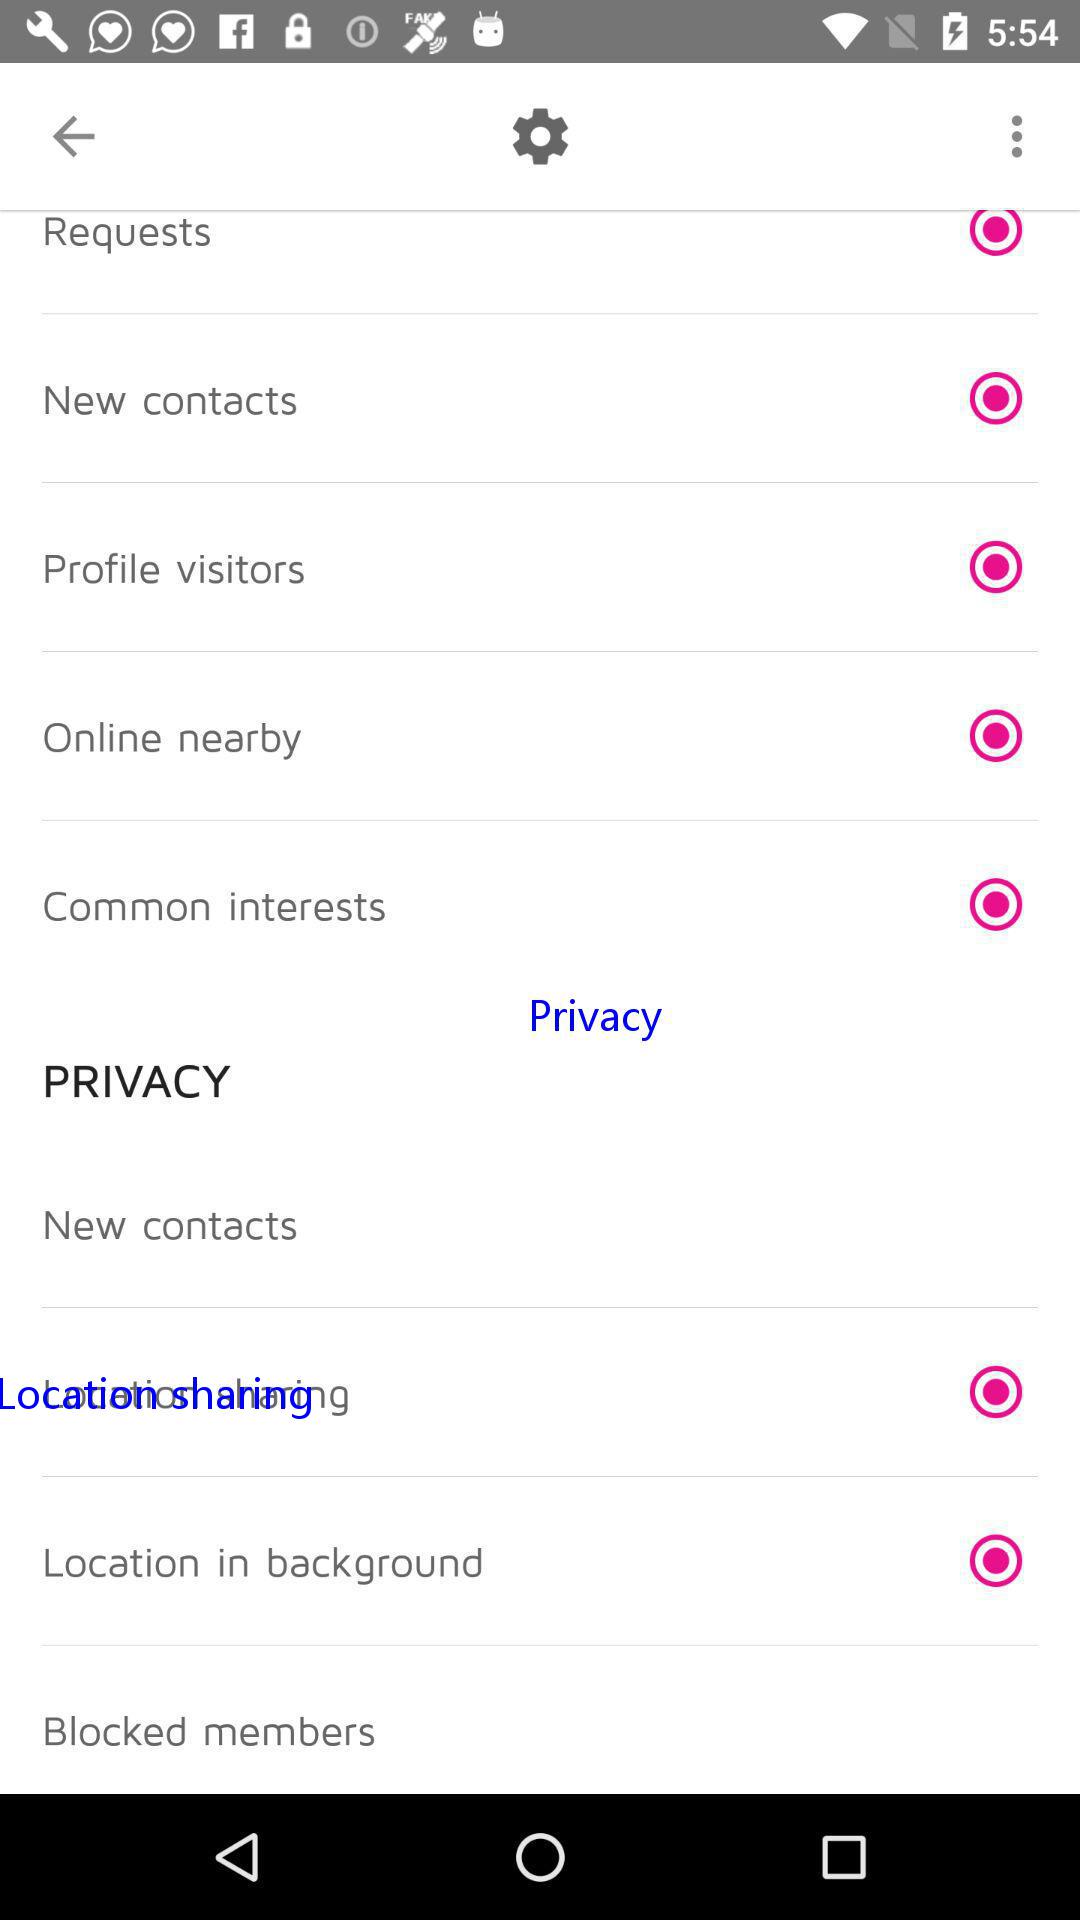 FAKE
5:54
Requests
New contacts
Profile visitors
Online nearby
Common interests
Privacy
PRIVACY
New contacts
Location sharing
Location sharing
Location in background
Blocked members